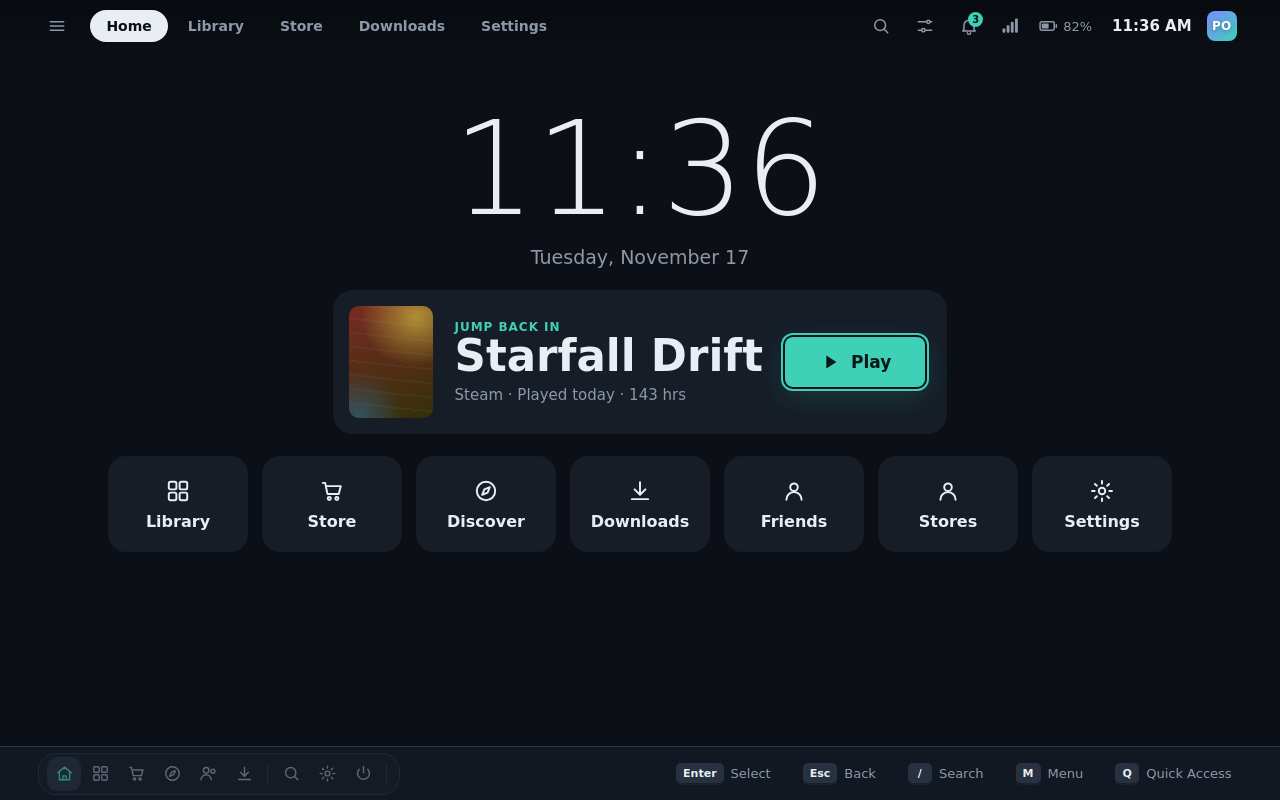 Home Library Store Downloads Settings 3 82% 11:36 AM PO
11:36
Tuesday, November 17
JUMP BACK IN
Starfall Drift
Steam · Played today · 143 hrs
Play
Library Store Discover Downloads Friends Stores Settings
Enter Select Esc Back / Search M Menu Q Quick Access